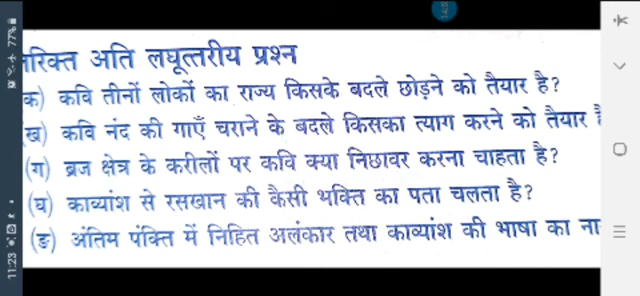 अति लघूत्तरीय प्रश्न
क) कवि तीनों लोकों का राज्य किसके बदले छोड़ने को तैयार है?
ख) कवि नंद की गाएँ चराने के बदले किसका त्याग करने को तैयार
(ग) ब्रज क्षेत्र के करीलों पर कवि क्या निछावर करना चाहता है?
(घ) काव्यांश से रसखान की कैसी भक्ति का पता चलता है?
(ङ) अंतिम पंक्ति में निहित अलंकार तथा काव्यांश की भाषा का ना
77%
11:23